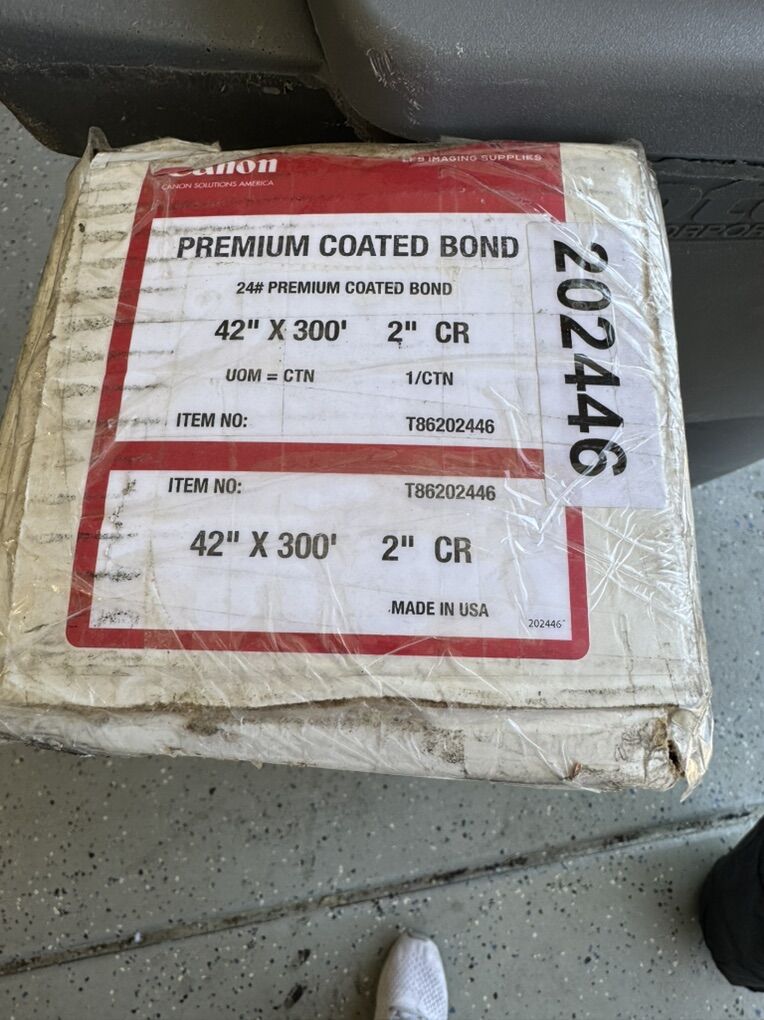 Canon
CANON SOLUTIONS AMERICA
LFS IMAGING SUPPLIES
PREMIUM COATED BOND
24# PREMIUM COATED BOND
42" X 300' 2" CR
UOM = CTN 1/CTN
ITEM NO: T86202446
202446
ITEM NO: T86202446
42" X 300' 2" CR
MADE IN USA
202446